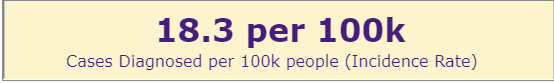 18.3 per 100k
Cases Diagnosed per 100k people (Incidence Rate)